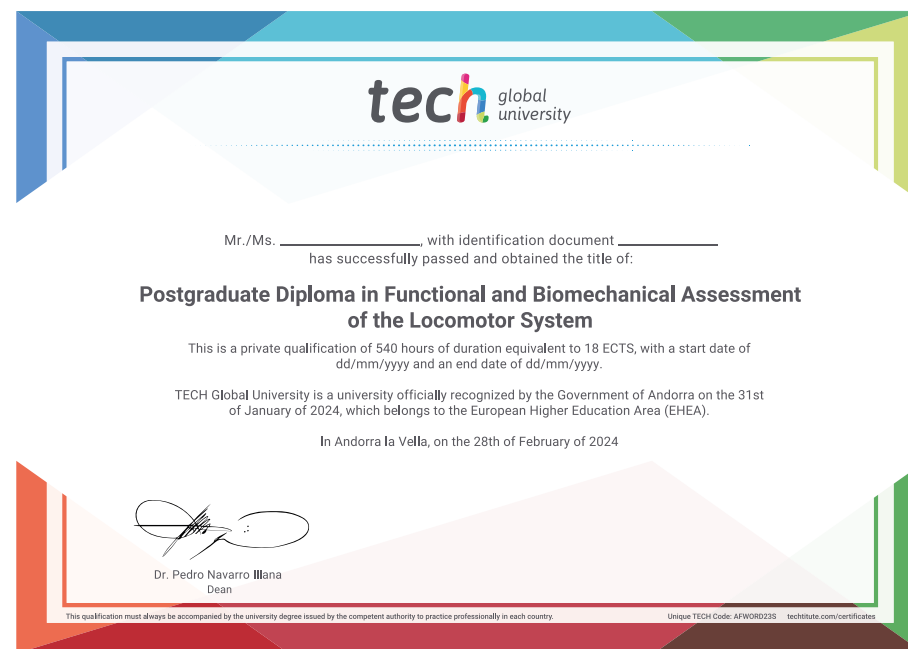 tech global
university
Mr./Ms. ____________________, with identification document ______________
has successfully passed and obtained the title of:
Postgraduate Diploma in Functional and Biomechanical Assessment
of the Locomotor System
This is a private qualification of 540 hours of duration equivalent to 18 ECTS, with a start date of
dd/mm/yyyy and an end date of dd/mm/yyyy.
TECH Global University is a university officially recognized by the Government of Andorra on the 31st
of January of 2024, which belongs to the European Higher Education Area (EHEA).
In Andorra la Vella, on the 28th of February of 2024
Dr. Pedro Navarro Illana
Dean
This qualification must always be accompanied by the university degree issued by the competent authority to practice professionally in each country.
Unique TECH Code: AFWORD23S techtitute.com/certificates